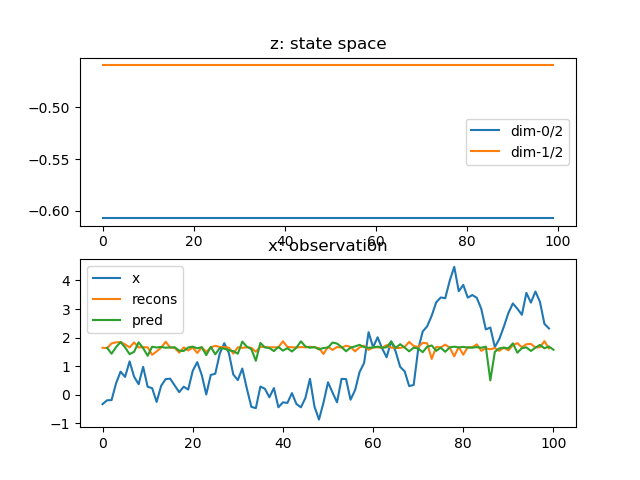 z: state space
−0.50
−0.55
−0.60
dim-0/2
dim-1/2
0 20 40 60 80 100
x: observation
4
3
2
1
0
−1
x
recons
pred
0 20 40 60 80 100